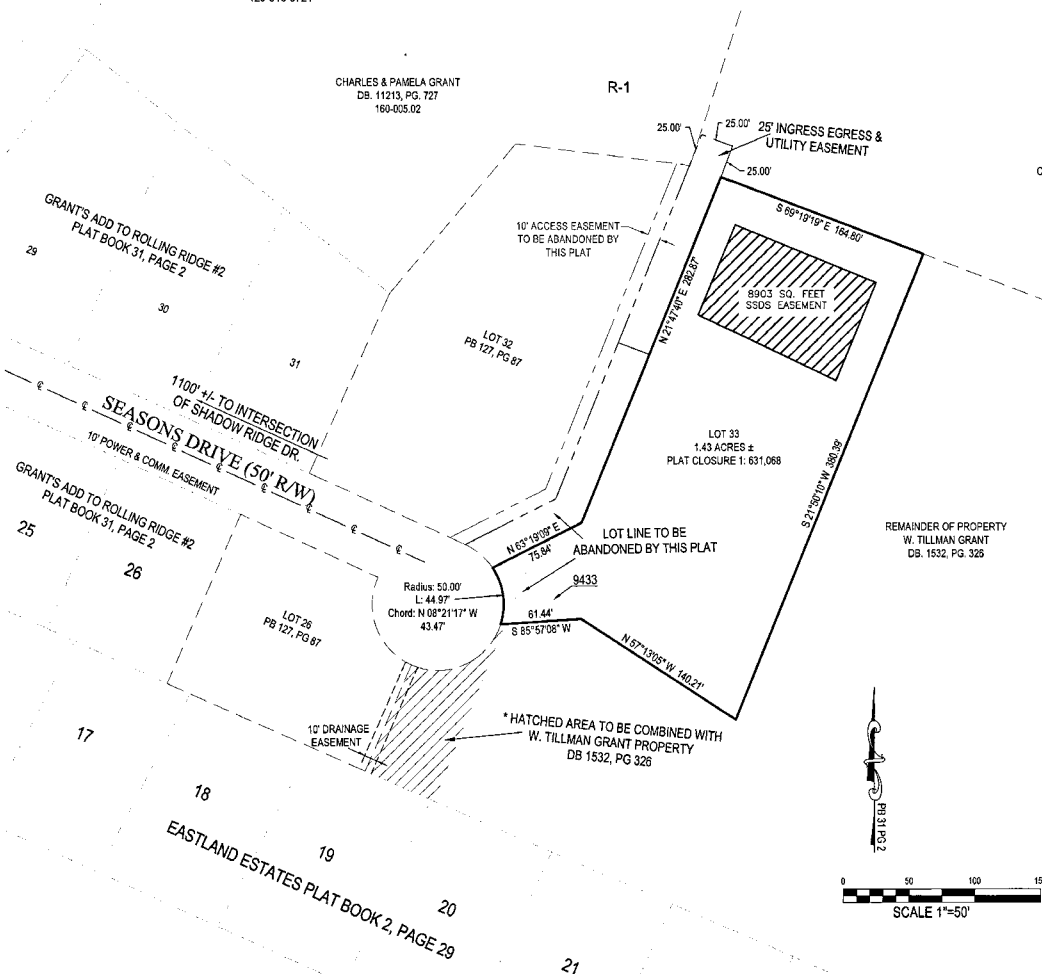 CHARLES & PAMELA GRANT
DB. 11213, PG. 727
160-005.02
R-1
25.00'
25.00'
25' INGRESS EGRESS &
UTILITY EASEMENT
25.00'
GRANT'S ADD TO ROLLING RIDGE #2
PLAT BOOK 31, PAGE 2
29
30
31
10' ACCESS EASEMENT
TO BE ABANDONED BY
THIS PLAT
S 69°19'19" E 164.80'
8903 SQ. FEET
SSDS EASEMENT
N 21°47'40" E 282.87'
LOT 32
PB 127, PG 87
1100' +/- TO INTERSECTION
OF SHADOW RIDGE DR.
SEASONS DRIVE (50' R/W)
10' POWER & COMM. EASEMENT
GRANT'S ADD TO ROLLING RIDGE #2
PLAT BOOK 31, PAGE 2
25
26
LOT 33
1.43 ACRES ±
PLAT CLOSURE 1: 631,068
S 21°50'10" W 380.39'
REMAINDER OF PROPERTY
W. TILLMAN GRANT
DB. 1532, PG. 326
N 63°19'09" E
75.84'
LOT LINE TO BE
ABANDONED BY THIS PLAT
9433
Radius: 50.00'
L: 44.97'
Chord: N 08°21'17" W
43.47'
61.44'
S 85°57'08" W
N 57°13'05" W 140.21'
LOT 26
PB 127, PG 87
10' DRAINAGE
EASEMENT
* HATCHED AREA TO BE COMBINED WITH
W. TILLMAN GRANT PROPERTY
DB 1532, PG 326
17
18
19
20
21
EASTLAND ESTATES PLAT BOOK 2, PAGE 29
PB 31 PG 2
0 50 100 15
SCALE 1"=50'